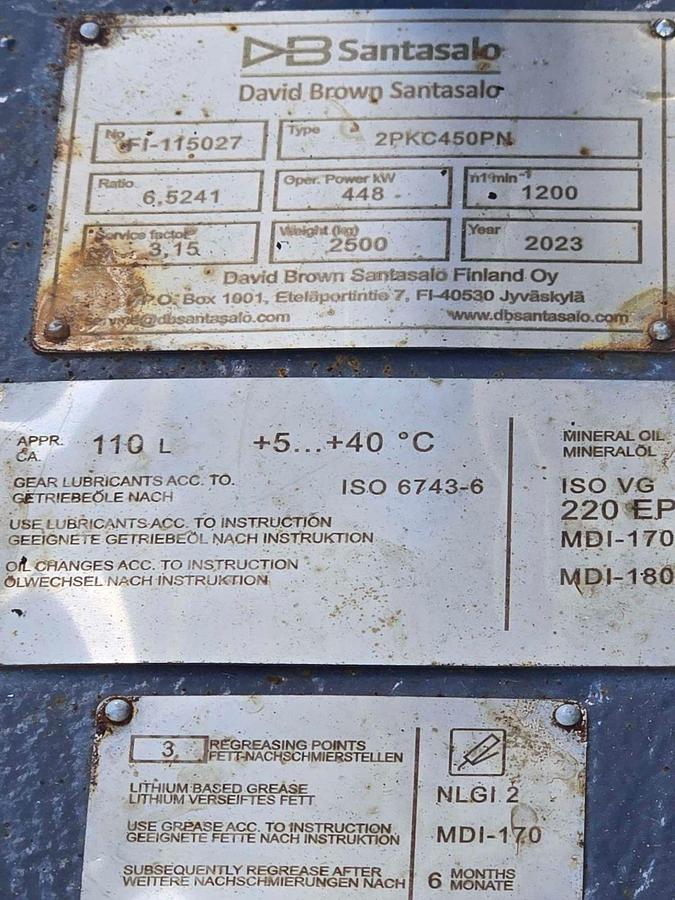 DB Santasalo
David Brown Santasalo
No FI-115027
Type 2PKC450PN
Ratio 6,5241
Oper. Power kW 448
n1 min⁻¹ 1200
Service factor 3,15
Weight (kg) 2500
Year 2023
David Brown Santasalo Finland Oy
P.O. Box 1001, Eteläportintie 7, FI-40530 Jyväskylä
service@dbsantasalo.com www.dbsantasalo.com
APPR.
CA.
110 L
+5...+40 °C
GEAR LUBRICANTS ACC. TO.
GETRIEBEÖLE NACH
ISO 6743-6
USE LUBRICANTS ACC. TO INSTRUCTION
GEEIGNETE GETRIEBEÖL NACH INSTRUKTION
OIL CHANGES ACC. TO INSTRUCTION
ÖLWECHSEL NACH INSTRUKTION
MINERAL OIL
MINERALÖL
ISO VG
220 EP
MDI-170
MDI-180
3
REGREASING POINTS
FETT-NACHSCHMIERSTELLEN
LITHIUM BASED GREASE
LITHIUM VERSEIFTES FETT
NLGI 2
USE GREASE ACC. TO INSTRUCTION
GEEIGNETE FETTE NACH INSTRUKTION
MDI-170
SUBSEQUENTLY REGREASE AFTER
WEITERE NACHSCHMIERUNGEN NACH
6 MONTHS
MONATE